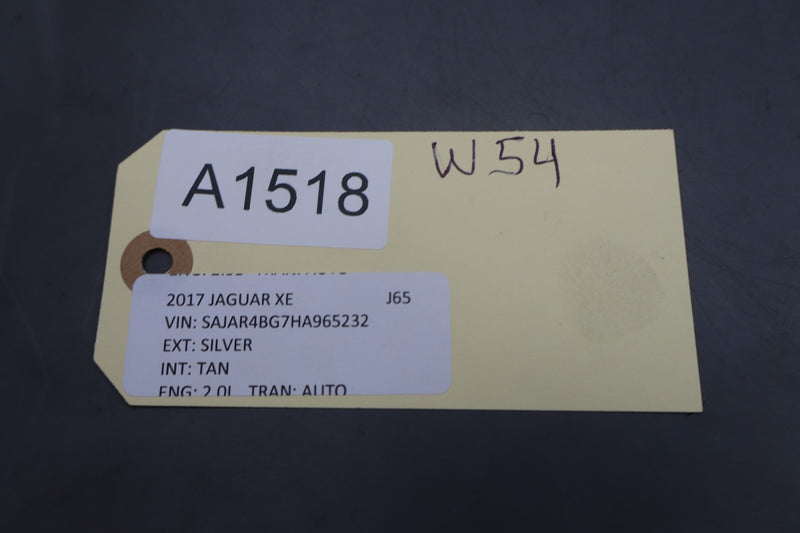 A1518
W54
2017 JAGUAR XE J65
VIN: SAJAR4BG7HA965232
EXT: SILVER
INT: TAN
ENG: 2.0L TRAN: AUTO